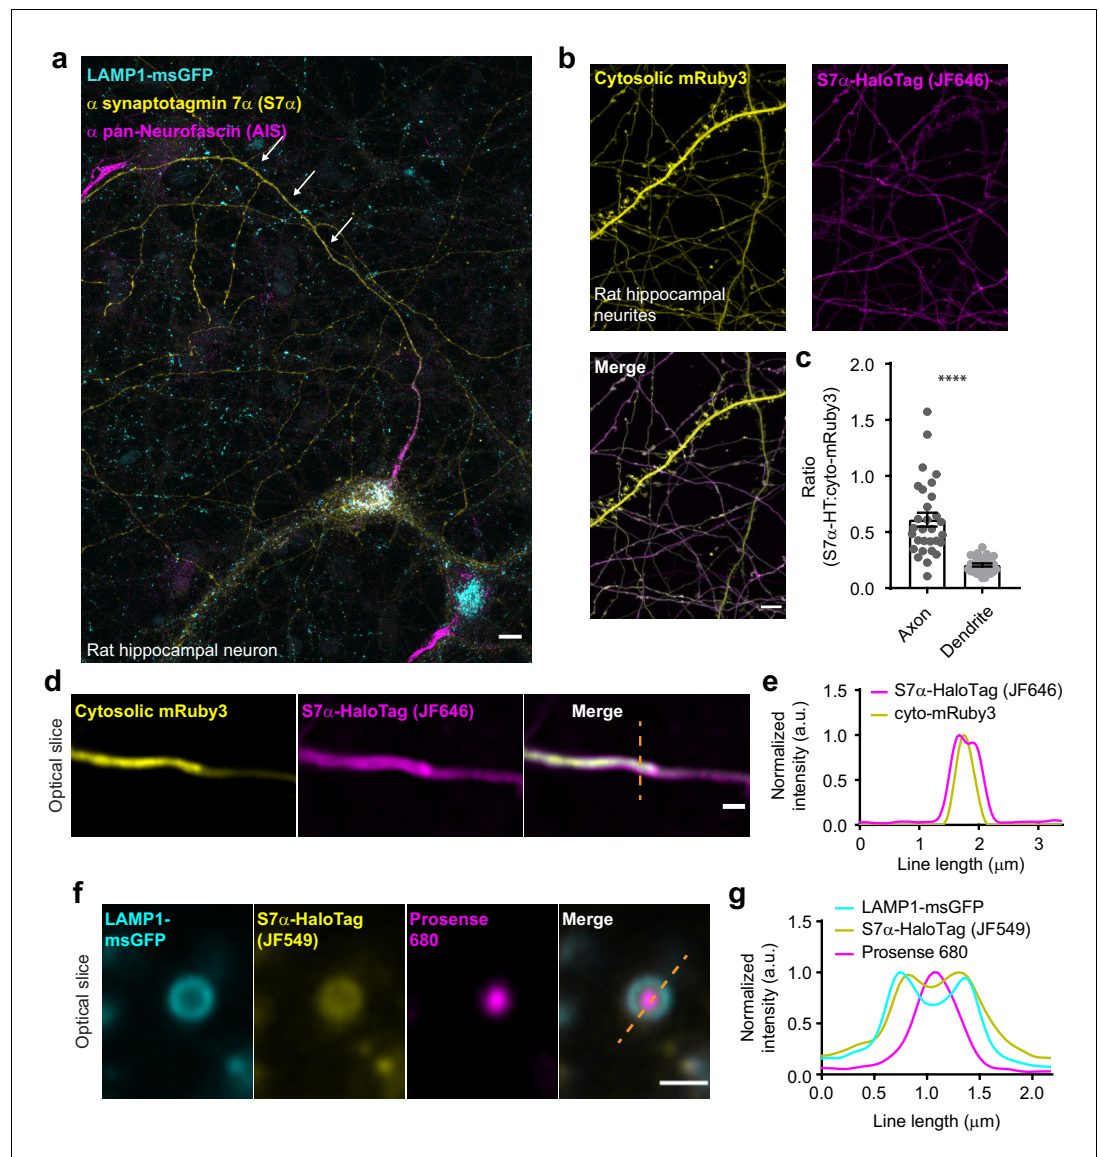 a
LAMP1-msGFP
α synaptotagmin 7α (S7α)
α pan-Neurofascin (AIS)
Rat hippocampal neuron
b
Cytosolic mRuby3
S7α-HaloTag (JF646)
Rat hippocampal
neurites
Merge
c
Ratio
(S7α-HT:cyto-mRuby3)
2.0
1.5
1.0
0.5
0.0
****
Axon
Dendrite
d
Optical slice
Cytosolic mRuby3
S7α-HaloTag (JF646)
Merge
e
S7α-HaloTag (JF646)
cyto-mRuby3
Normalized
intensity (a.u.)
1.5
1.0
0.5
0.0
0 1 2 3
Line length (μm)
f
Optical slice
LAMP1-
msGFP
S7α-HaloTag
(JF549)
Prosense
680
Merge
g
LAMP1-msGFP
S7α-HaloTag (JF549)
Prosense 680
Normalized
intensity (a.u.)
1.5
1.0
0.5
0.0
0.0 0.5 1.0 1.5 2.0
Line length (μm)